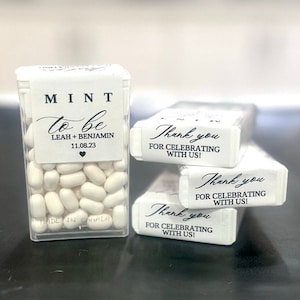 MINT
to be
LEAH + BENJAMIN
11.08.23
Thank you
FOR CELEBRATING
WITH US!
Thank you
FOR CELEBRATING
WITH US!
Thank you
FOR CELEBRATING
WITH US!